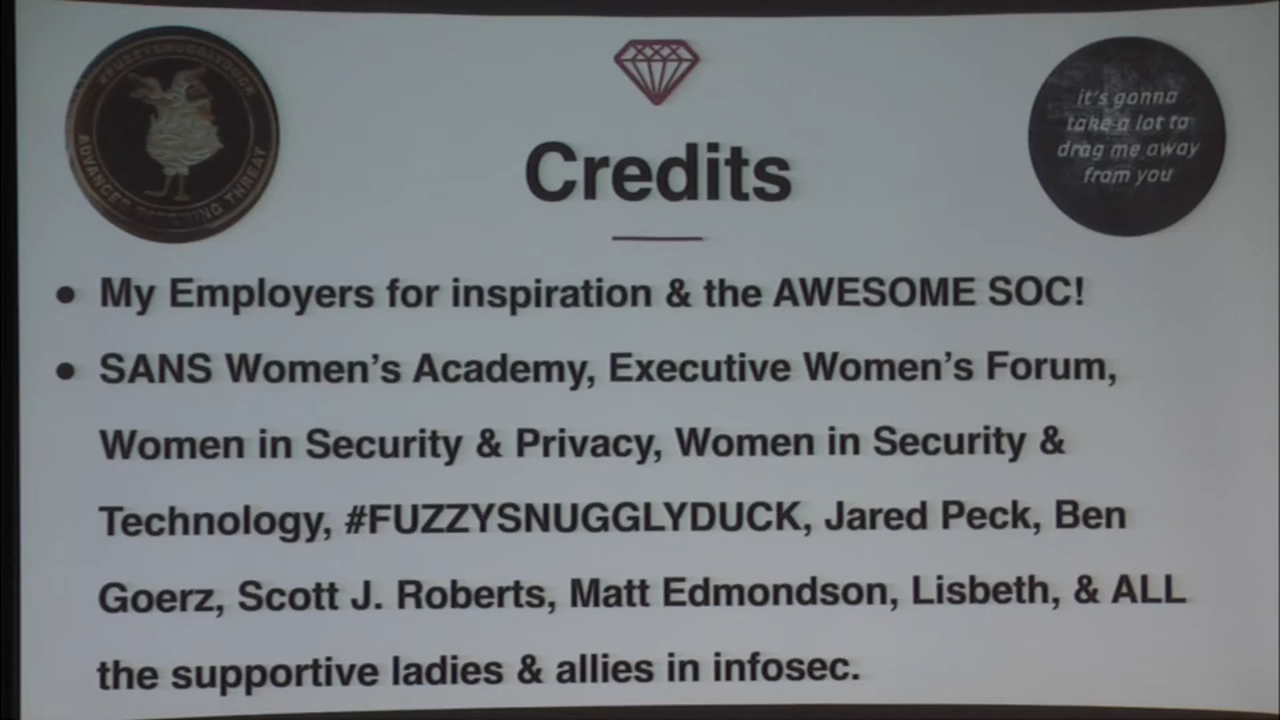 #FUZZYSNUGGLYDUCK
ADVANCED THREAT
it's gonna
take a lot to
drag me away
from you
Credits
• My Employers for inspiration & the AWESOME SOC!
• SANS Women's Academy, Executive Women's Forum,
Women in Security & Privacy, Women in Security &
Technology, #FUZZYSNUGGLYDUCK, Jared Peck, Ben
Goerz, Scott J. Roberts, Matt Edmondson, Lisbeth, & ALL
the supportive ladies & allies in infosec.